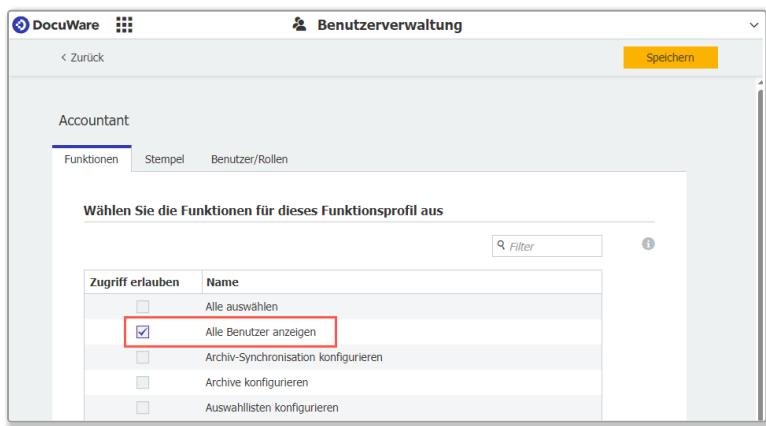 DocuWare Benutzerverwaltung
< Zurück Speichern
Accountant
Funktionen Stempel Benutzer/Rollen
Wählen Sie die Funktionen für dieses Funktionsprofil aus
Filter
Zugriff erlauben Name
Alle auswählen
Alle Benutzer anzeigen
Archiv-Synchronisation konfigurieren
Archive konfigurieren
Auswahllisten konfigurieren